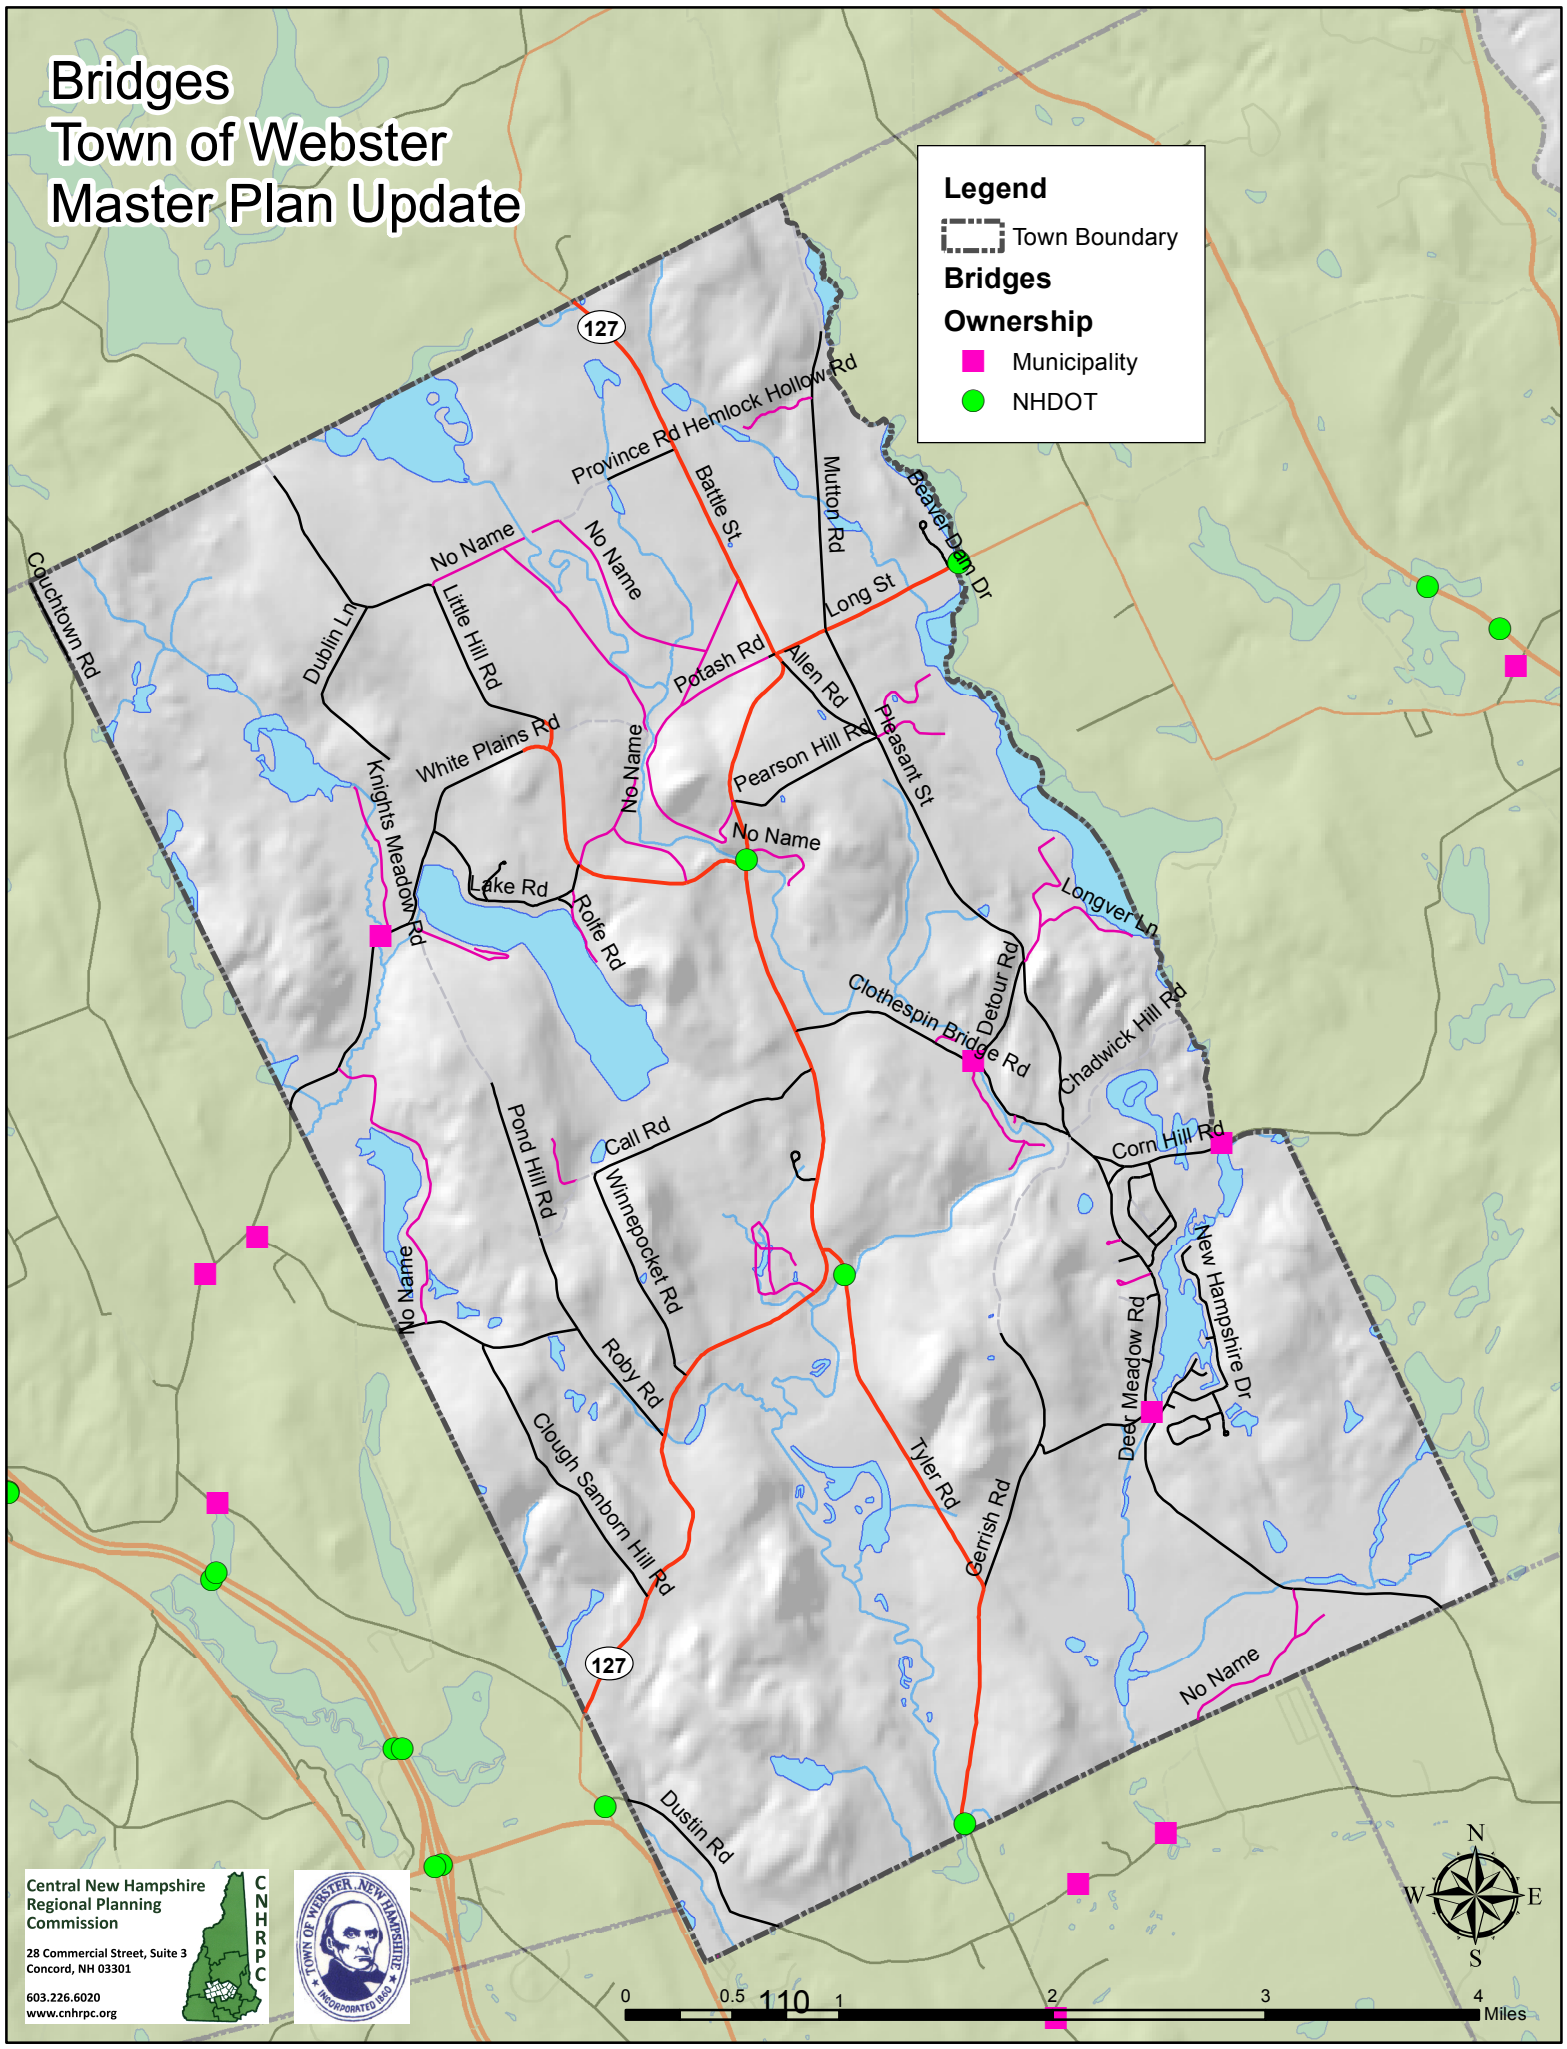 Bridges
Town of Webster
Master Plan Update
Legend
Town Boundary
Bridges
Ownership
Municipality
NHDOT
127
Hemlock Hollow Rd
Province Rd
Battle St
Mutton Rd
Beaver Dam Dr
No Name
No Name
Couchtown Rd
Dublin Ln
Little Hill Rd
Long St
Potash Rd
Allen Rd
White Plains Rd
No Name
Pearson Hill Rd
Pleasant St
Knights Meadow Rd
No Name
Lake Rd
Rolfe Rd
Longver Ln
Detour Rd
Clothespin Bridge Rd
Chadwick Hill Rd
Pond Hill Rd
Call Rd
Corn Hill Rd
Winnepocket Rd
No Name
New Hampshire Dr
Deer Meadow Rd
Roby Rd
Clough Sanborn Hill Rd
Tyler Rd
Gerrish Rd
127
No Name
Dustin Rd
Central New Hampshire
Regional Planning
Commission
28 Commercial Street, Suite 3
Concord, NH 03301
603.226.6020
www.cnhrpc.org
C
N
H
R
P
C
TOWN OF WEBSTER, NEW HAMPSHIRE
INCORPORATED 1860
N
W
E
S
0
0.5
1
2
3
4
Miles
110